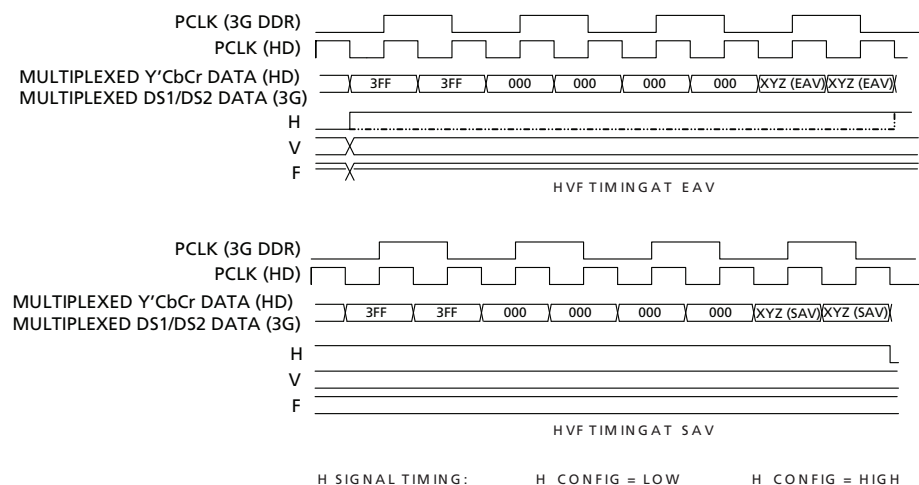 PCLK (3G DDR)
PCLK (HD)
MULTIPLEXED Y'CbCr DATA (HD)
MULTIPLEXED DS1/DS2 DATA (3G)
3FF 3FF 000 000 000 000 XYZ (EAV) XYZ (EAV)
H
V
F
HVF TIMING AT EAV
PCLK (3G DDR)
PCLK (HD)
MULTIPLEXED Y'CbCr DATA (HD)
MULTIPLEXED DS1/DS2 DATA (3G)
3FF 3FF 000 000 000 000 XYZ (SAV) XYZ (SAV)
H
V
F
HVF TIMING AT SAV
H SIGNAL TIMING: H CONFIG = LOW H CONFIG = HIGH